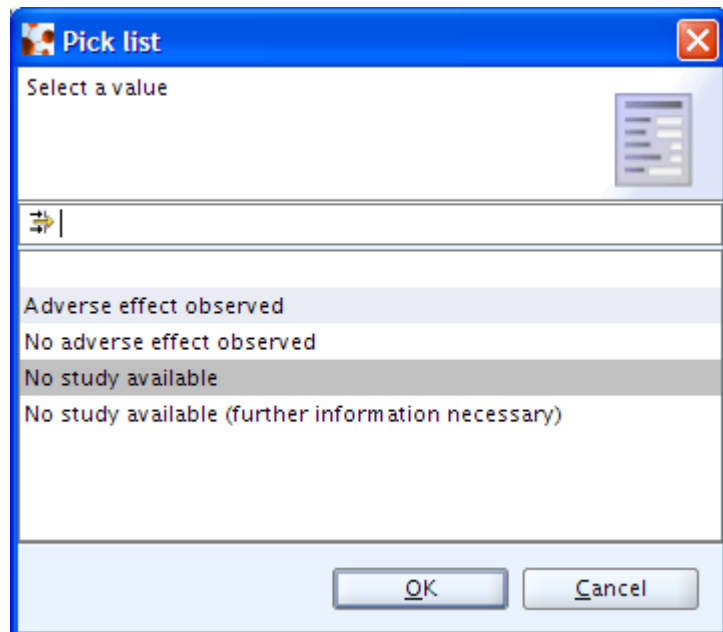 Pick list
Select a value
Adverse effect observed
No adverse effect observed
No study available
No study available (further information necessary)
OK
Cancel